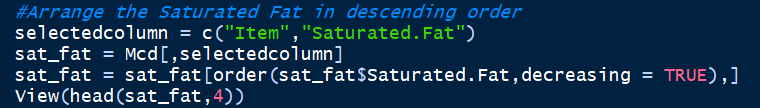 #Arrange the Saturated Fat in descending order
selectedcolumn = c("Item","Saturated.Fat")
sat_fat = Mcd[,selectedcolumn]
sat_fat = sat_fat[order(sat_fat$Saturated.Fat,decreasing = TRUE),]
View(head(sat_fat,4))